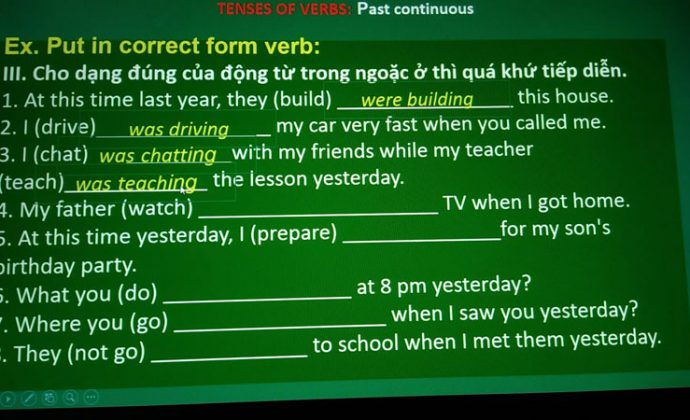 TENSES OF VERBS: Past continuous
Ex. Put in correct form verb:
III. Cho dạng đúng của động từ trong ngoặc ở thì quá khứ tiếp diễn.
1. At this time last year, they (build) were building this house.
2. I (drive) was driving my car very fast when you called me.
3. I (chat) was chatting with my friends while my teacher
(teach) was teaching the lesson yesterday.
4. My father (watch) ____ TV when I got home.
5. At this time yesterday, I (prepare) ____ for my son's
birthday party.
6. What you (do) ____ at 8 pm yesterday?
7. Where you (go) ____ when I saw you yesterday?
. They (not go) ____ to school when I met them yesterday.